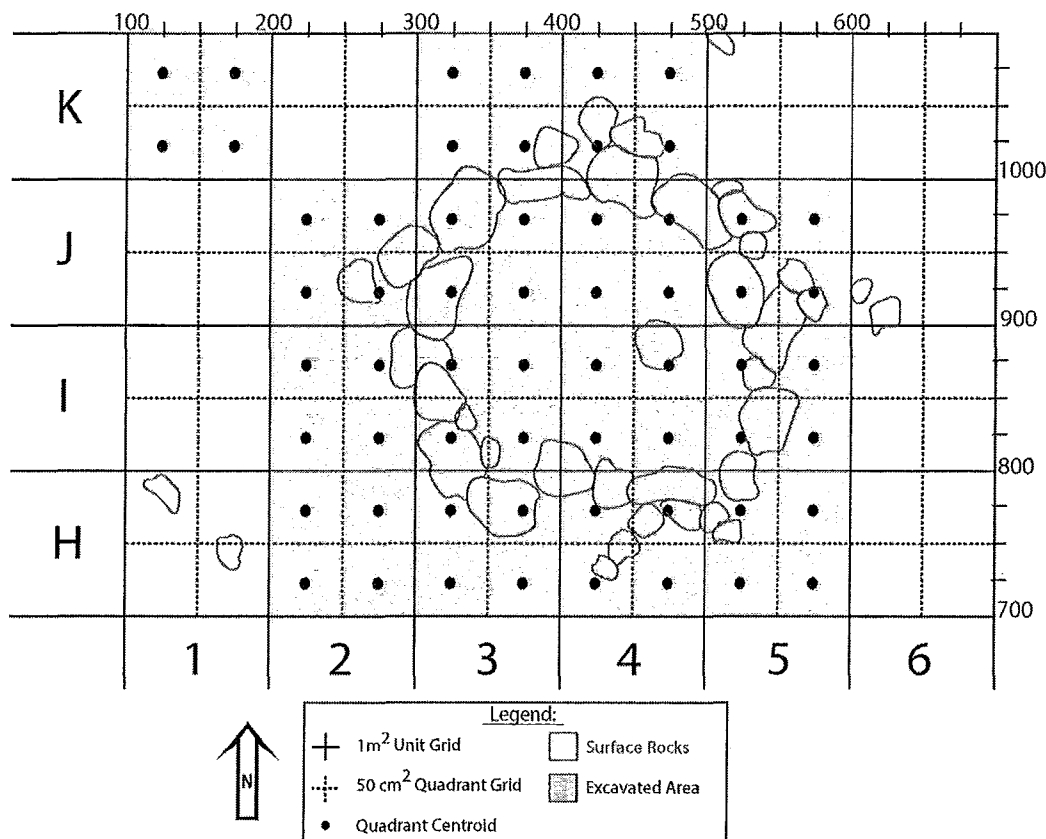 100 200 300 400 500 600
K
1000
J
900
I
800
H
700
1 2 3 4 5 6
Legend:
1m² Unit Grid
Surface Rocks
50 cm² Quadrant Grid
Excavated Area
Quadrant Centroid
N